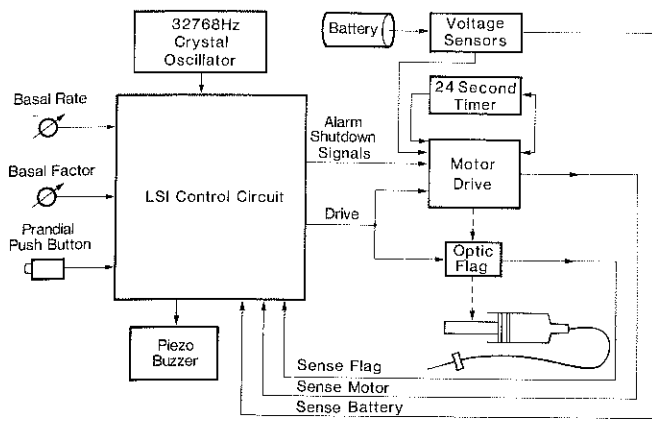 32768Hz
Crystal
Oscillator
Battery
Voltage
Sensors
24 Second
Timer
Basal Rate
Alarm
Shutdown
Signals
Motor
Drive
Basal Factor
LSI Control Circuit
Drive
Prandial
Push Button
Optic
Flag
Piezo
Buzzer
Sense Flag
Sense Motor
Sense Battery